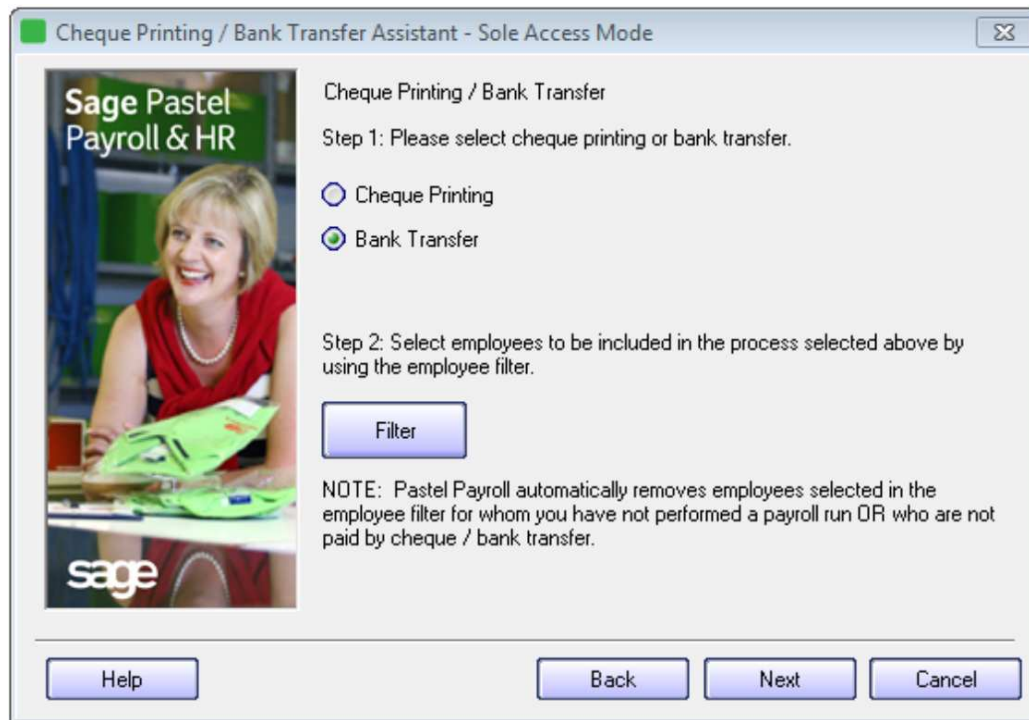 Cheque Printing / Bank Transfer Assistant - Sole Access Mode
Sage Pastel
Payroll & HR
sage
Cheque Printing / Bank Transfer
Step 1: Please select cheque printing or bank transfer.
Cheque Printing
Bank Transfer
Step 2: Select employees to be included in the process selected above by
using the employee filter.
Filter
NOTE:  Pastel Payroll automatically removes employees selected in the
employee filter for whom you have not performed a payroll run OR who are not
paid by cheque / bank transfer.
Help
Back
Next
Cancel